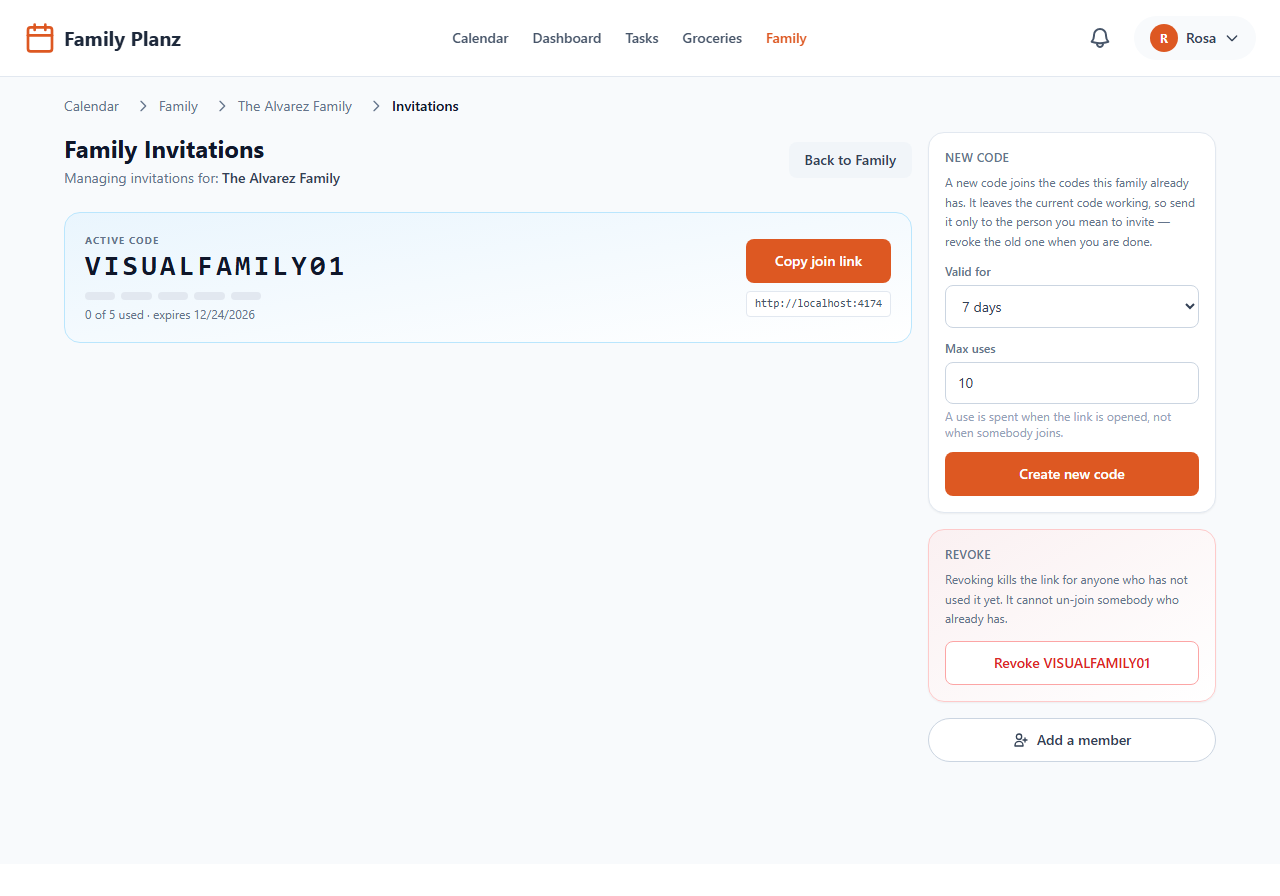 Family Planz
Calendar
Dashboard
Tasks
Groceries
Family
R
Rosa
Calendar
Family
The Alvarez Family
Invitations
Family Invitations
Managing invitations for: The Alvarez Family
Back to Family
ACTIVE CODE
VISUALFAMILY01
0 of 5 used · expires 12/24/2026
Copy join link
http://localhost:4174
NEW CODE
A new code joins the codes this family already
has. It leaves the current code working, so send
it only to the person you mean to invite —
revoke the old one when you are done.
Valid for
7 days
Max uses
10
A use is spent when the link is opened, not
when somebody joins.
Create new code
REVOKE
Revoking kills the link for anyone who has not
used it yet. It cannot un-join somebody who
already has.
Revoke VISUALFAMILY01
Add a member